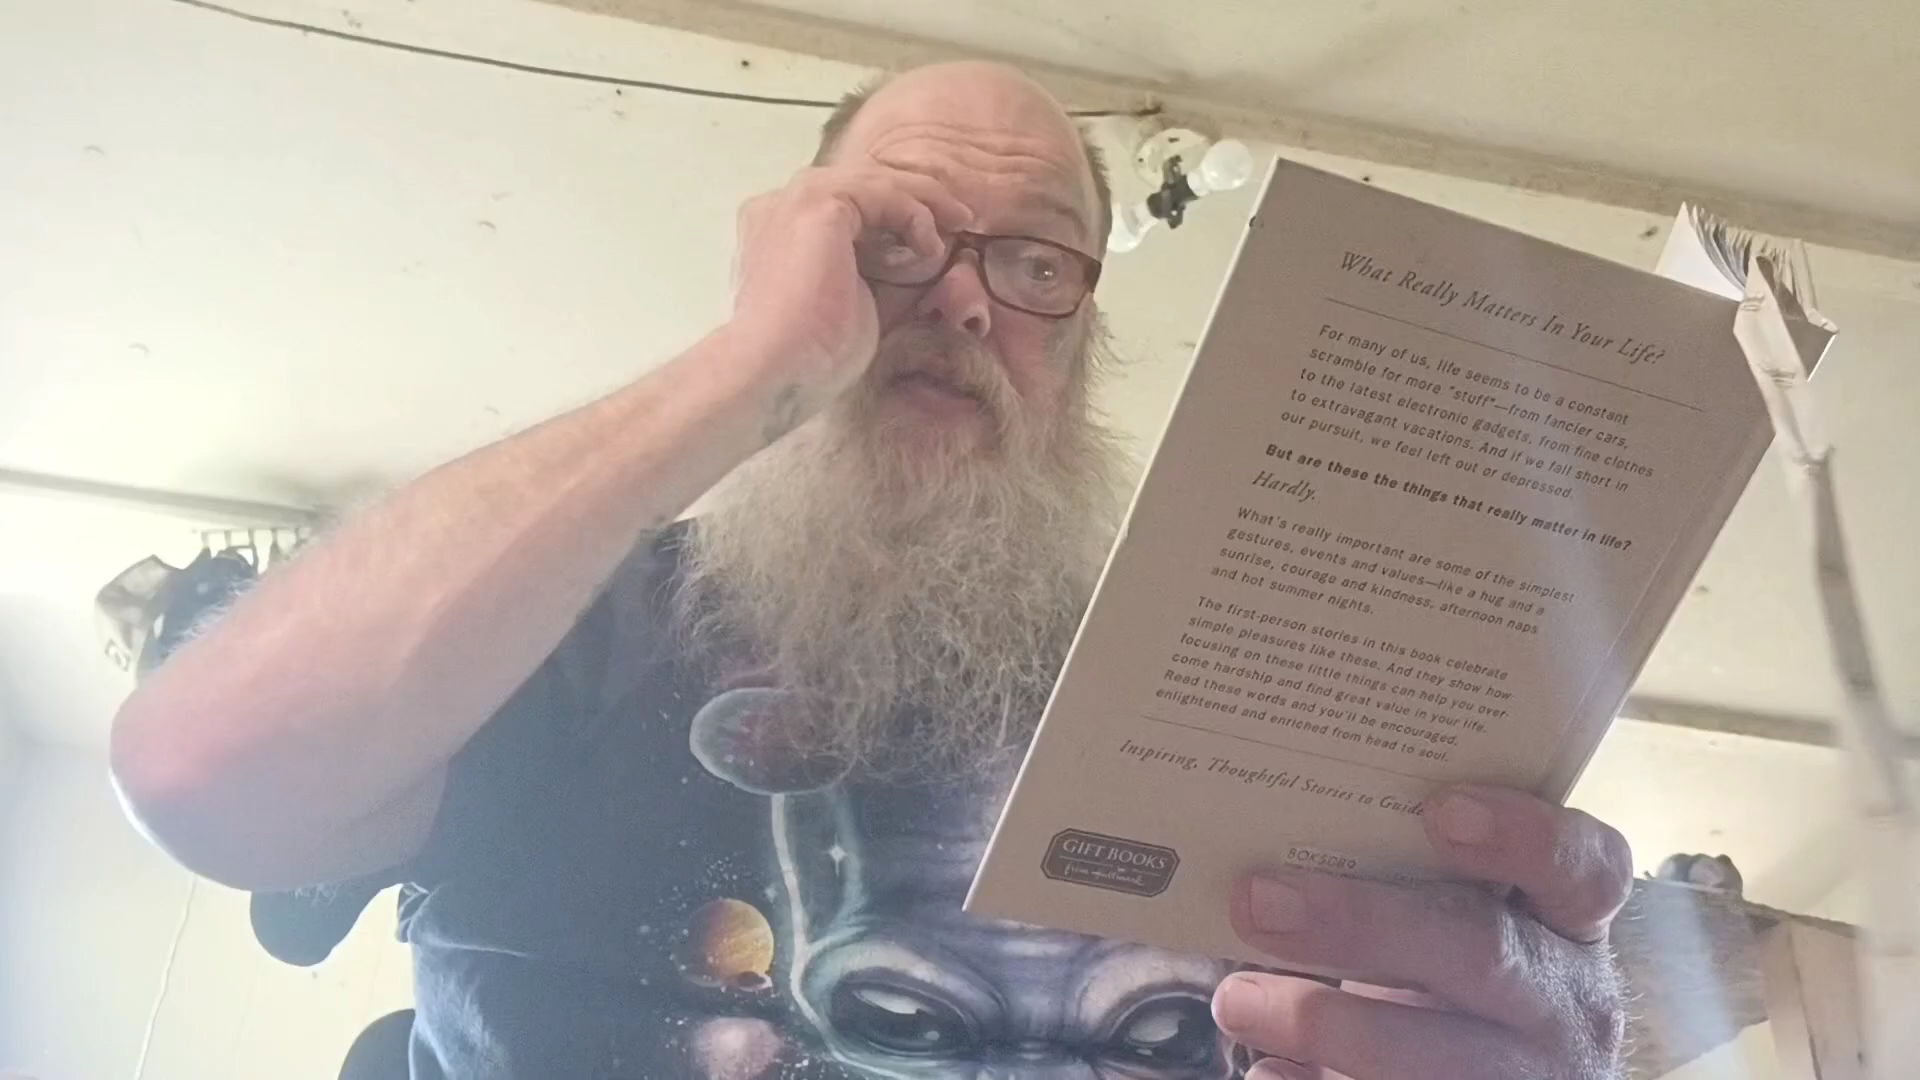 What Really Matters In Your Life?
For many of us, life seems to be a constant
scramble for more "stuff"—from fancier cars,
to the latest electronic gadgets, from fine clothes
to extravagant vacations. And if we fall short in
our pursuit, we feel left out or depressed.
But are these the things that really matter in life?
Hardly.
What's really important are some of the simplest
gestures, events and values—like a hug and a
sunrise, courage and kindness, afternoon naps
and hot summer nights.
The first-person stories in this book celebrate
simple pleasures like these. And they show how
focusing on these little things can help you over-
come hardship and find great value in your life.
Read these words and you'll be encouraged,
enlightened and enriched from head to soul.
Inspiring, Thoughtful Stories to Guide
GIFT BOOKS
from Hallmark